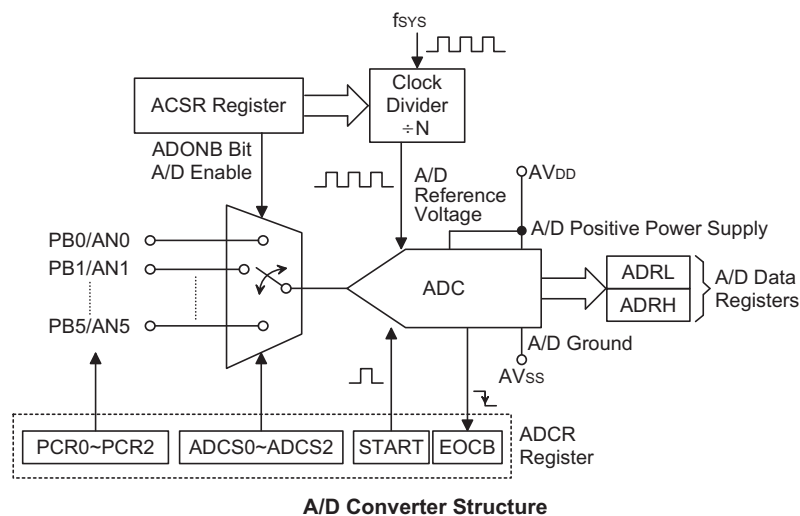 fSYS
ACSR Register
Clock
Divider
÷N
ADONB Bit
A/D Enable
A/D
Reference
Voltage
AVDD
A/D Positive Power Supply
PB0/AN0
PB1/AN1
PB5/AN5
ADC
ADRL
ADRH
A/D Data
Registers
A/D Ground
AVSS
PCR0~PCR2
ADCS0~ADCS2
START
EOCB
ADCR
Register
A/D Converter Structure